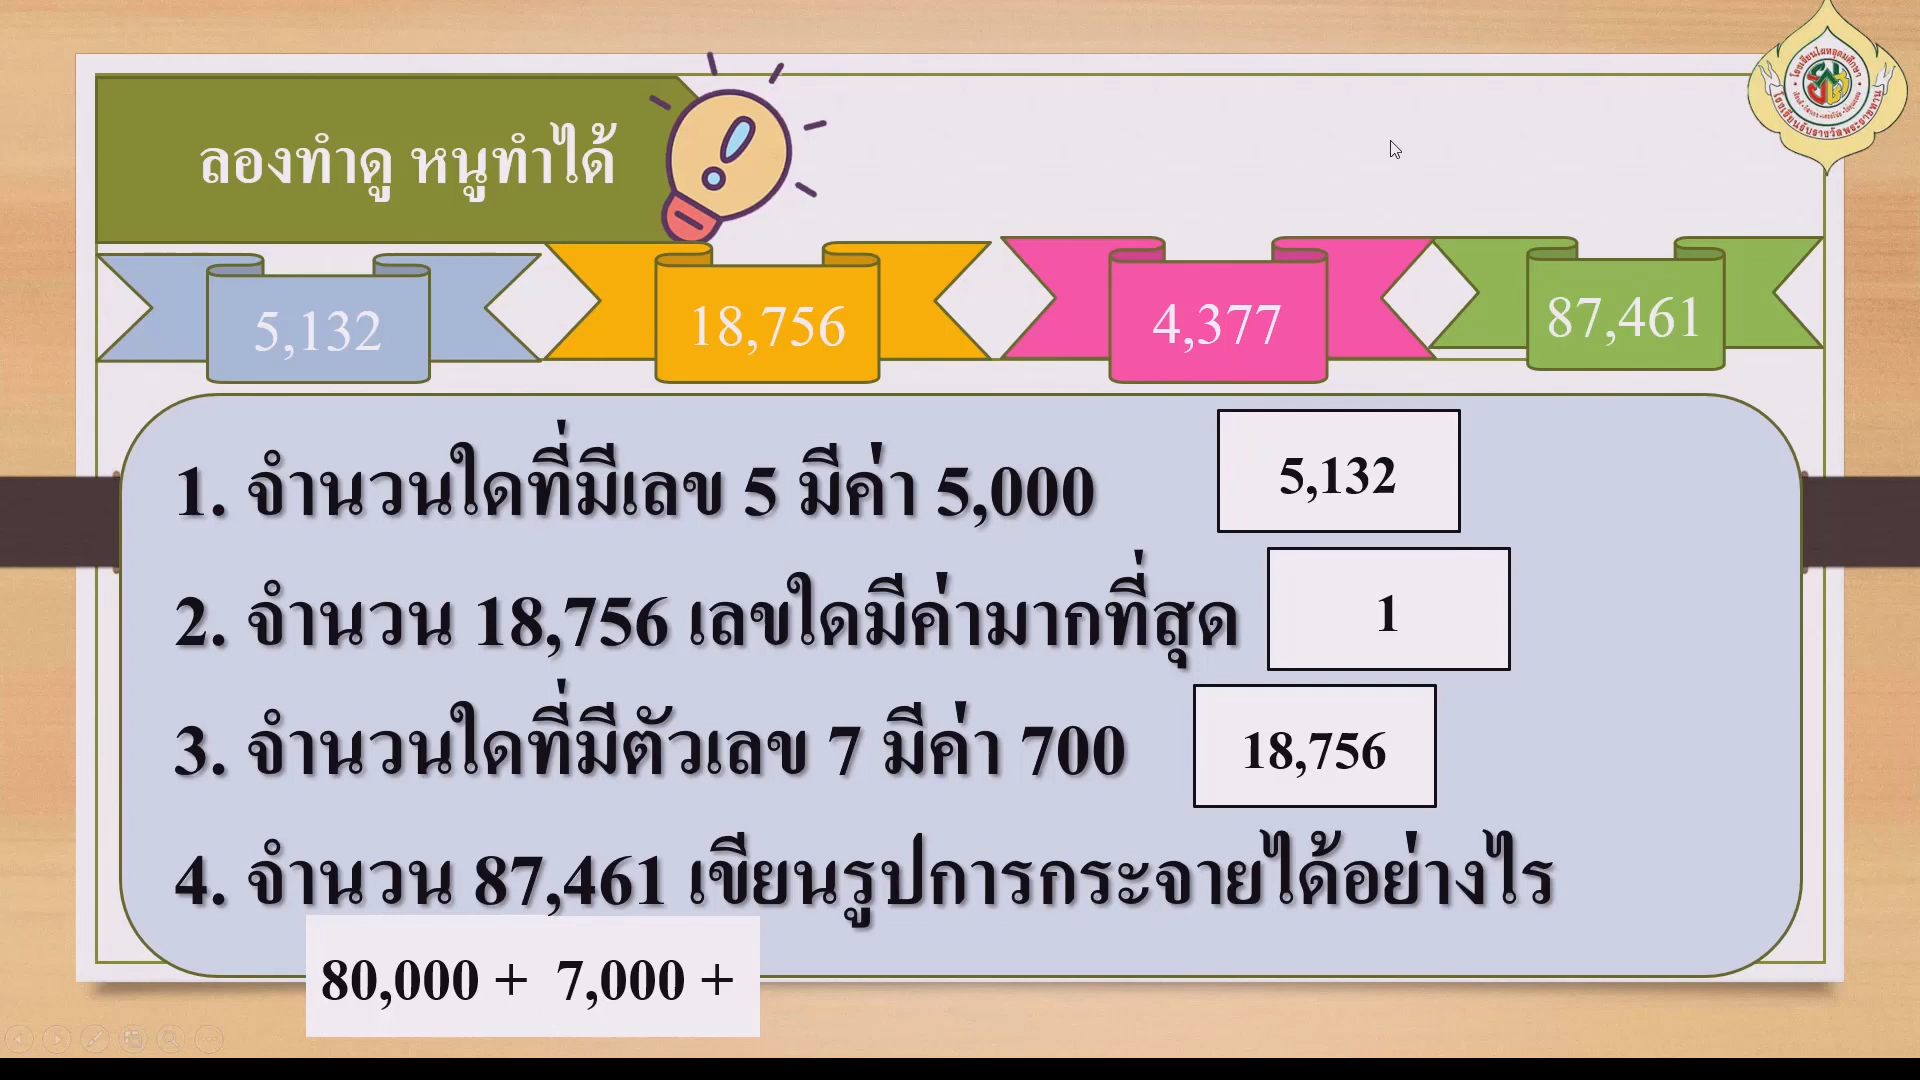 ลองทำดู หนูทำได้
5,132
18,756
4,377
87,461
1. จำนวนใดที่มีเลข 5 มีค่า 5,000
5,132
2. จำนวน 18,756 เลขใดมีค่ามากที่สุด
1
3. จำนวนใดที่มีตัวเลข 7 มีค่า 700
18,756
4. จำนวน 87,461 เขียนรูปการกระจายได้อย่างไร
80,000 + 7,000 +